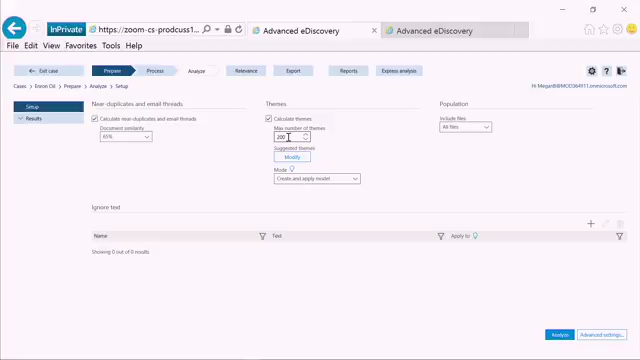 InPrivate
https://zoom-cs-prodcuss1...
Advanced eDiscovery
Advanced eDiscovery
File Edit View Favorites Tools Help
Exit case
Prepare
Process
Analyze
Relevance
Export
Reports
Express analysis
Cases > Enron Oil > Prepare > Analyze > Setup
Setup
Results
Near-duplicates and email threads
Calculate near-duplicates and email threads
Document similarity
65%
Themes
Calculate themes
Max number of themes
200
Suggested themes
Modify
Mode
Create and apply model
Population
Include files
All files
Ignore text
Name
Text
Apply to
Showing 0 out of 0 results
Analyze
Advanced settings...